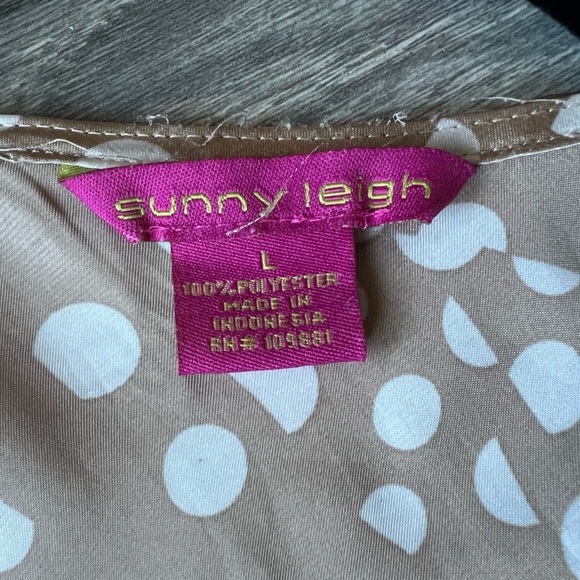 sunny leigh
L
100% POLYESTER
MADE IN
INDONESIA
RN# 109881